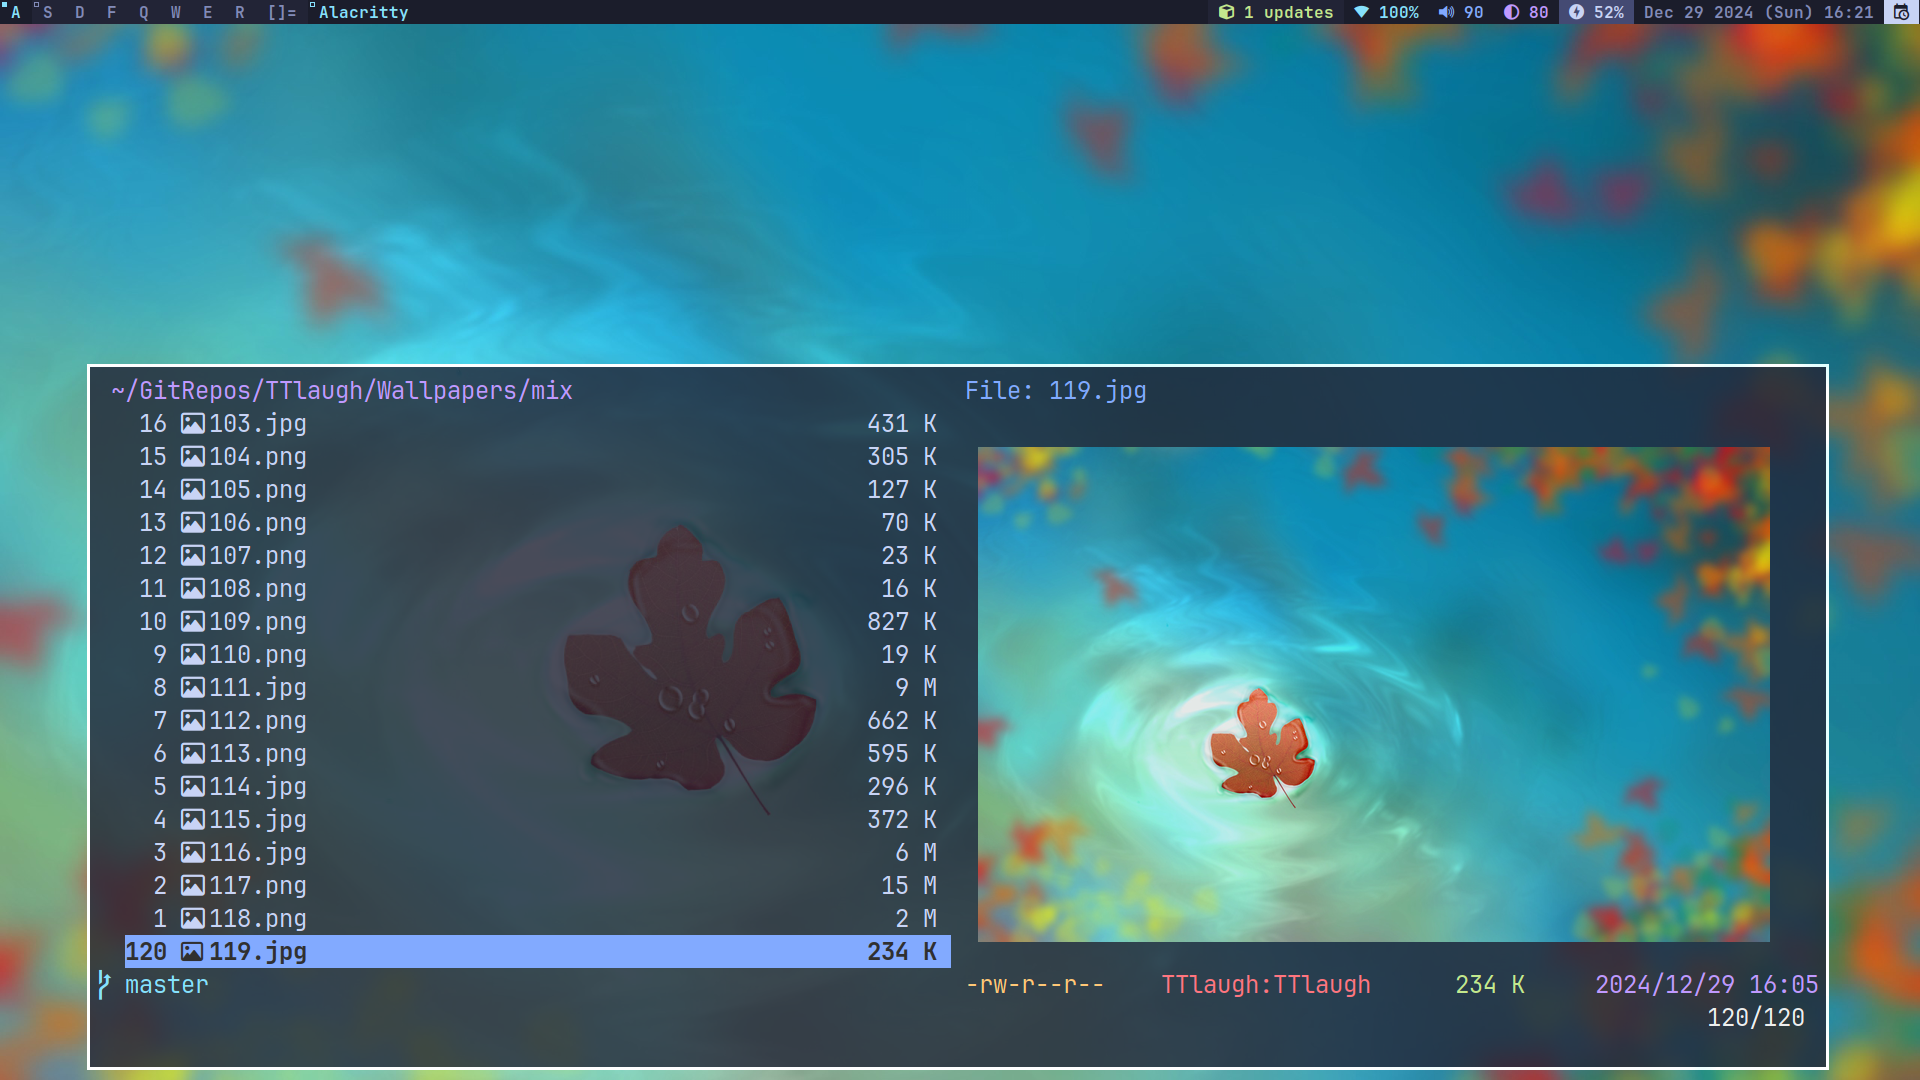 A S D F Q W E R []= Alacritty 1 updates 100% 90 80 52% Dec 29 2024 (Sun) 16:21
~/GitRepos/TTlaugh/Wallpapers/mix File: 119.jpg
16 103.jpg 431 K
15 104.png 305 K
14 105.png 127 K
13 106.png 70 K
12 107.png 23 K
11 108.png 16 K
10 109.png 827 K
9 110.png 19 K
8 111.jpg 9 M
7 112.png 662 K
6 113.png 595 K
5 114.jpg 296 K
4 115.jpg 372 K
3 116.jpg 6 M
2 117.png 15 M
1 118.png 2 M
120 119.jpg 234 K
master -rw-r--r-- TTlaugh:TTlaugh 234 K 2024/12/29 16:05
120/120